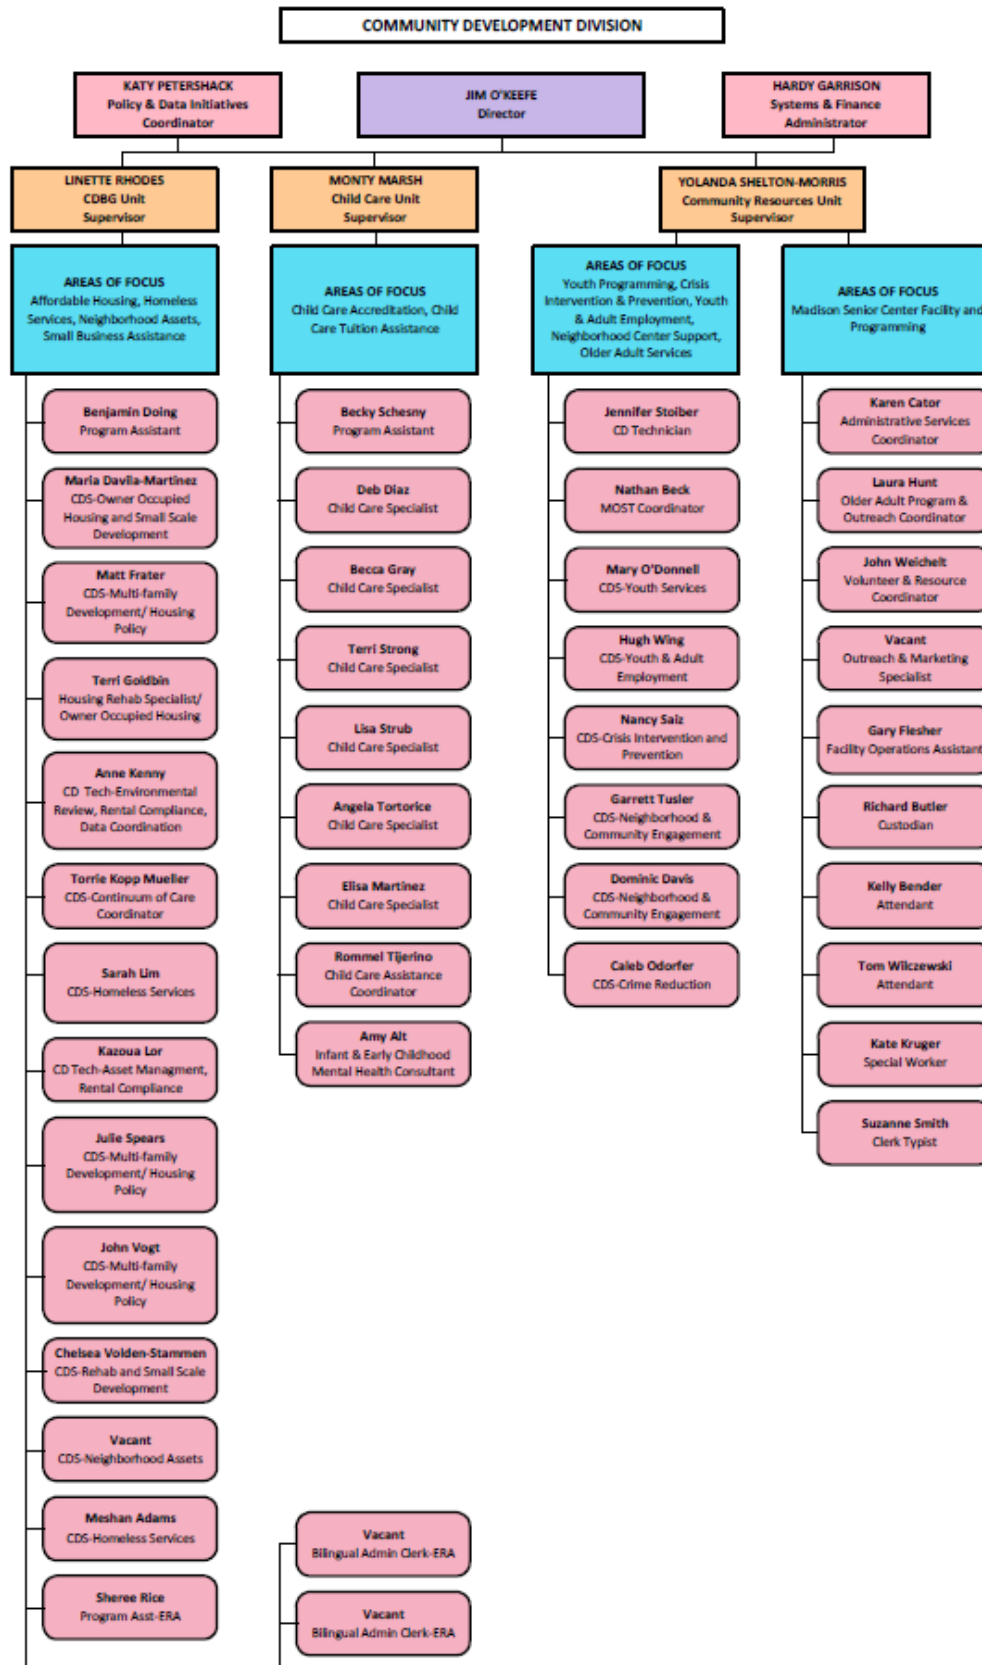 COMMUNITY DEVELOPMENT DIVISION
KATY PETERSHACK
Policy & Data Initiatives
Coordinator
JIM O'KEEFE
Director
HARDY GARRISON
Systems & Finance
Administrator
LINETTE RHODES
CDBG Unit
Supervisor
MONTY MARSH
Child Care Unit
Supervisor
YOLANDA SHELTON-MORRIS
Community Resources Unit
Supervisor
AREAS OF FOCUS
Affordable Housing, Homeless
Services, Neighborhood Assets,
Small Business Assistance
AREAS OF FOCUS
Child Care Accreditation, Child
Care Tuition Assistance
AREAS OF FOCUS
Youth Programming, Crisis
Intervention & Prevention, Youth
& Adult Employment,
Neighborhood Center Support,
Older Adult Services
AREAS OF FOCUS
Madison Senior Center Facility and
Programming
Benjamin Doing
Program Assistant
Maria Davila-Martinez
CDS-Owner Occupied
Housing and Small Scale
Development
Matt Frater
CDS-Multi-family
Development/ Housing
Policy
Terri Goldbin
Housing Rehab Specialist/
Owner Occupied Housing
Anne Kenny
CD Tech-Environmental
Review, Rental Compliance,
Data Coordination
Torrie Kopp Mueller
CDS-Continuum of Care
Coordinator
Sarah Lim
CDS-Homeless Services
Kazoua Lor
CD Tech-Asset Managment,
Rental Compliance
Julie Spears
CDS-Multi-family
Development/ Housing
Policy
John Vogt
CDS-Multi-family
Development/ Housing
Policy
Chelsea Volden-Stammen
CDS-Rehab and Small Scale
Development
Vacant
CDS-Neighborhood Assets
Meshan Adams
CDS-Homeless Services
Sheree Rice
Program Asst-ERA
Becky Schesny
Program Assistant
Deb Diaz
Child Care Specialist
Becca Gray
Child Care Specialist
Terri Strong
Child Care Specialist
Lisa Strub
Child Care Specialist
Angela Tortorice
Child Care Specialist
Elisa Martinez
Child Care Specialist
Rommel Tijerino
Child Care Assistance
Coordinator
Amy Alt
Infant & Early Childhood
Mental Health Consultant
Vacant
Bilingual Admin Clerk-ERA
Vacant
Bilingual Admin Clerk-ERA
Jennifer Stoiber
CD Technician
Nathan Beck
MOST Coordinator
Mary O'Donnell
CDS-Youth Services
Hugh Wing
CDS-Youth & Adult
Employment
Nancy Saiz
CDS-Crisis Intervention and
Prevention
Garrett Tusler
CDS-Neighborhood &
Community Engagement
Dominic Davis
CDS-Neighborhood &
Community Engagement
Caleb Odorfer
CDS-Crime Reduction
Karen Cator
Administrative Services
Coordinator
Laura Hunt
Older Adult Program &
Outreach Coordinator
John Weichelt
Volunteer & Resource
Coordinator
Vacant
Outreach & Marketing
Specialist
Gary Flesher
Facility Operations Assistant
Richard Butler
Custodian
Kelly Bender
Attendant
Tom Wilczewski
Attendant
Kate Kruger
Special Worker
Suzanne Smith
Clerk Typist